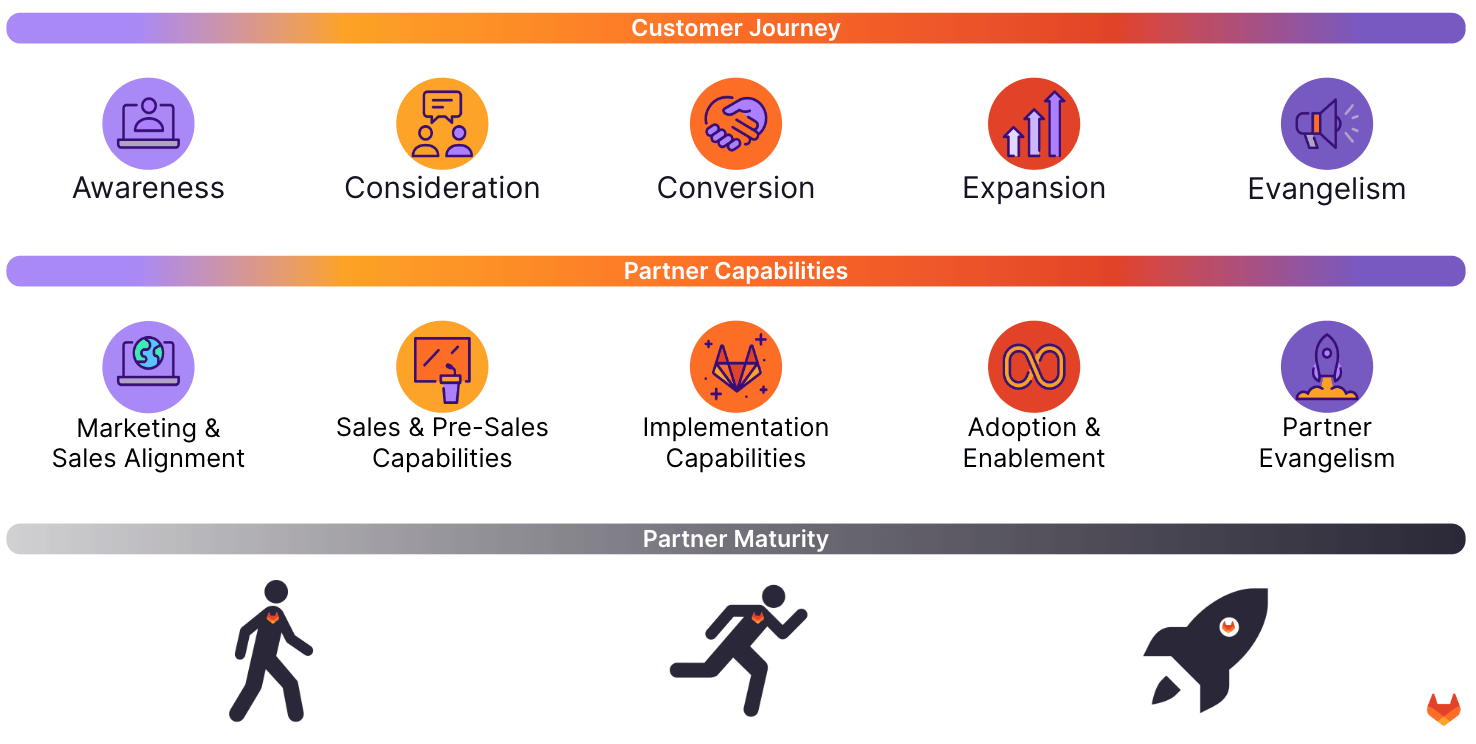 Customer Journey
Awareness
Consideration
Conversion
Expansion
Evangelism
Partner Capabilities
Marketing &
Sales Alignment
Sales & Pre-Sales
Capabilities
Implementation
Capabilities
Adoption &
Enablement
Partner
Evangelism
Partner Maturity